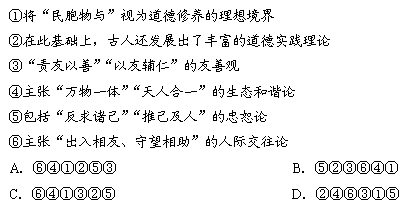 ①将“民胞物与”视为道德修养的理想境界
②在此基础上，古人还发展出了丰富的道德实践理论
③“责友以善”“以友辅仁”的友善观
④主张“万物一体”“天人合一”的生态和谐论
⑤包括“反求诸己”“推己及人”的忠恕论
⑥主张“出入相友、守望相助”的人际交往论
A．⑥④①②⑤③ B．⑤②③⑥④①
C．⑥④①③②⑤ D．②④⑥③①⑤